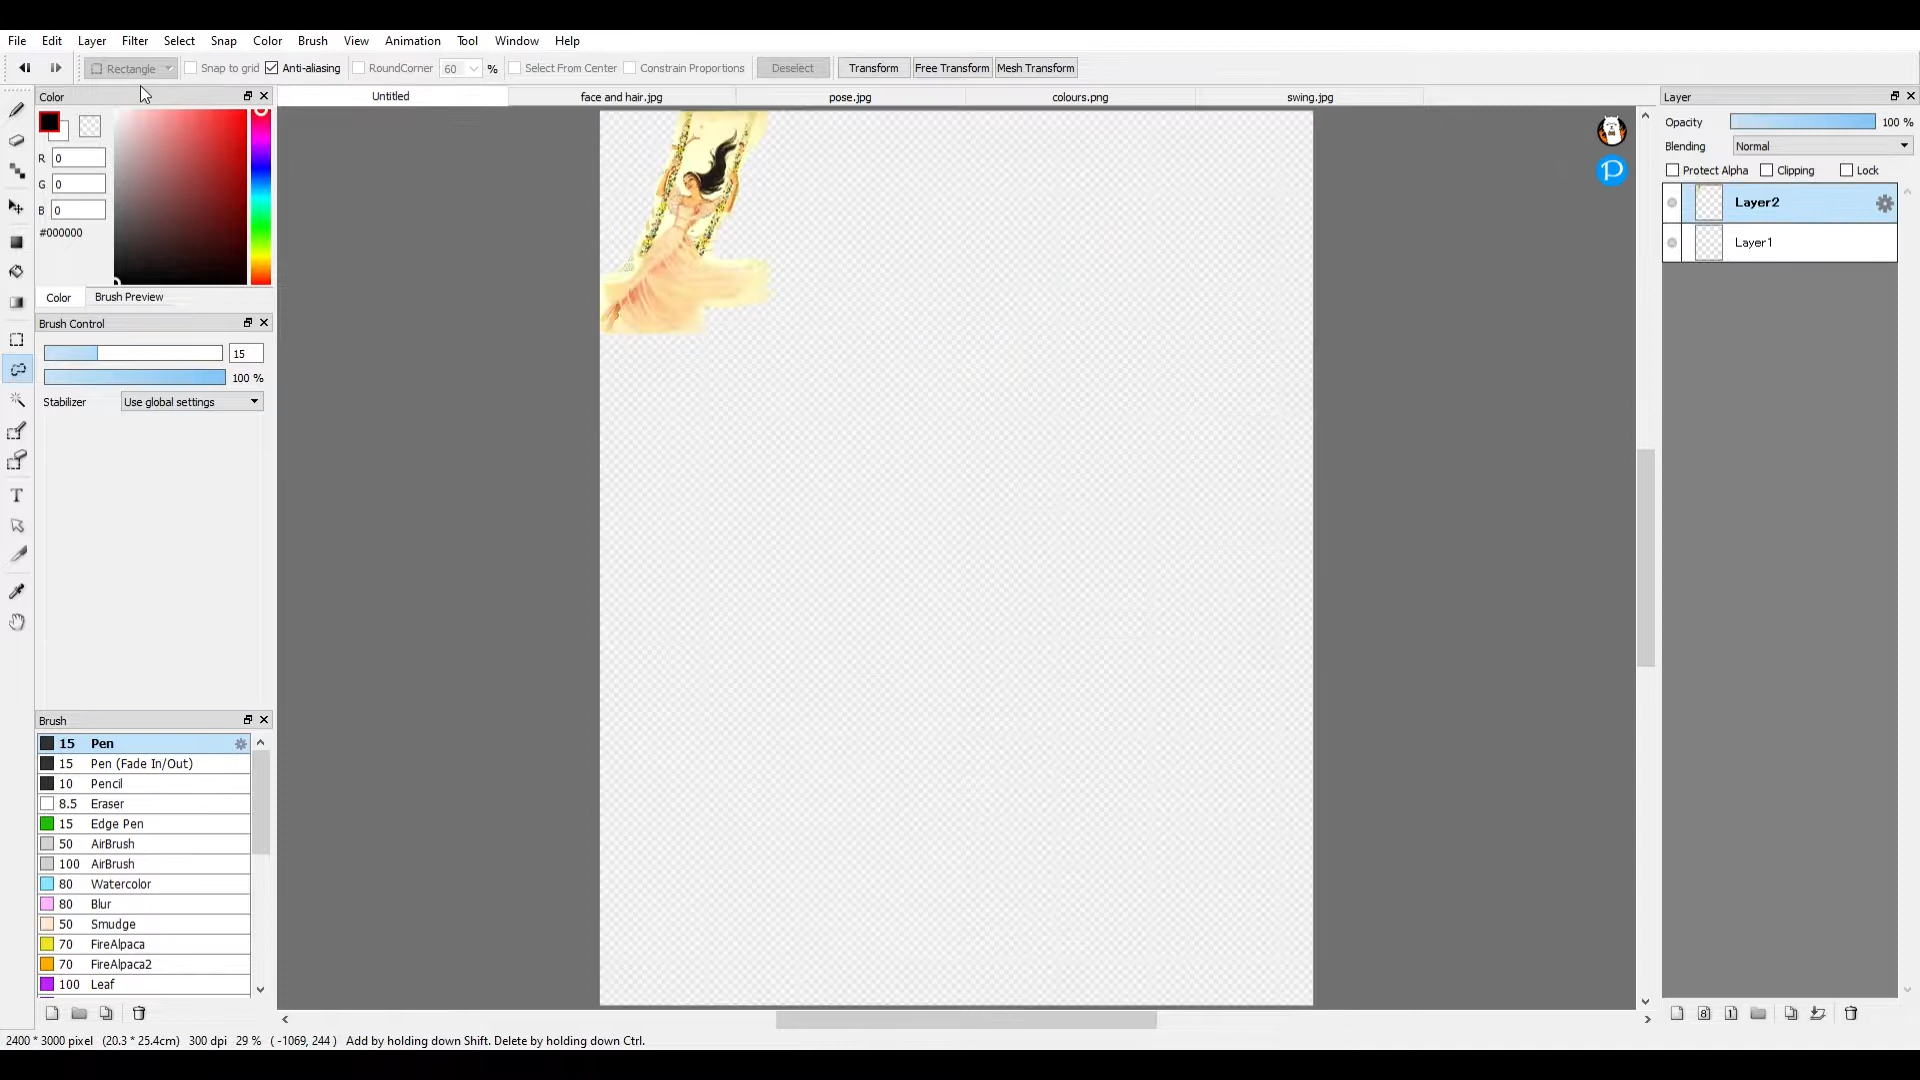 File Edit Layer Filter Select Snap Color Brush View Animation Tool Window Help
Rectangle Snap to grid Anti-aliasing RoundCorner 60 % Select From Center Constrain Proportions Deselect Transform Free Transform Mesh Transform
Color
Untitled face and hair.jpg pose.jpg colours.png swing.jpg
Layer
R 0
G 0
B 0
#000000
Color Brush Preview
Brush Control
15
100 %
Stabilizer Use global settings
Brush
15 Pen
15 Pen (Fade In/Out)
10 Pencil
8.5 Eraser
15 Edge Pen
50 AirBrush
100 AirBrush
80 Watercolor
80 Blur
50 Smudge
70 FireAlpaca
70 FireAlpaca2
100 Leaf
Opacity 100 %
Blending Normal
Protect Alpha Clipping Lock
Layer2
Layer1
2400 * 3000 pixel (20.3 * 25.4cm) 300 dpi 29 % ( -1069, 244 ) Add by holding down Shift. Delete by holding down Ctrl.